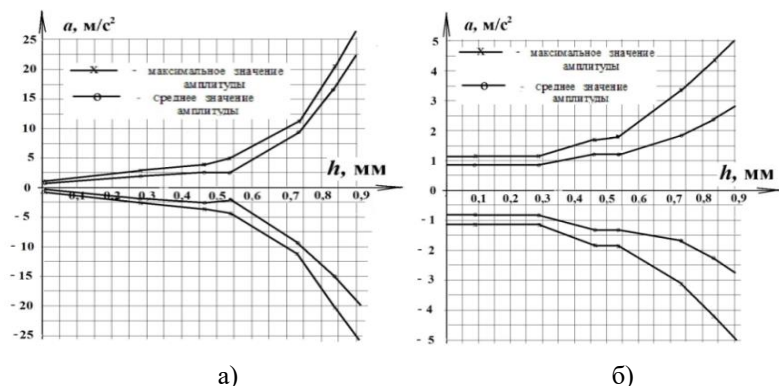 a, м/с²
25
20
15
10
5
0
- 5
- 10
- 15
- 20
- 25
х - максимальное значение
амплитуды
о - среднее значение
амплитуды
h, мм
0,1 0,2 0,3 0,4 0,5 0,6 0,7 0,8 0,9
а)
a, м/с²
5
4
3
2
1
0
- 1
- 2
- 3
- 4
- 5
х - максимальное значение
амплитуды
о - среднее значение
амплитуды
h, мм
0,1 0,2 0,3 0,4 0,5 0,6 0,7 0,8 0,9
б)